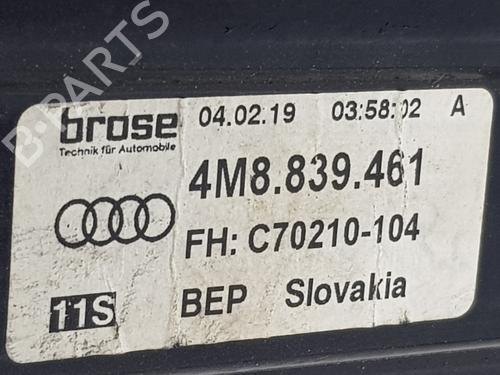 B-PARTS
brose 04.02.19 03:58:02 A
Technik für Automobile
4M8.839.461
FH: C70210-104
11S BEP Slovakia